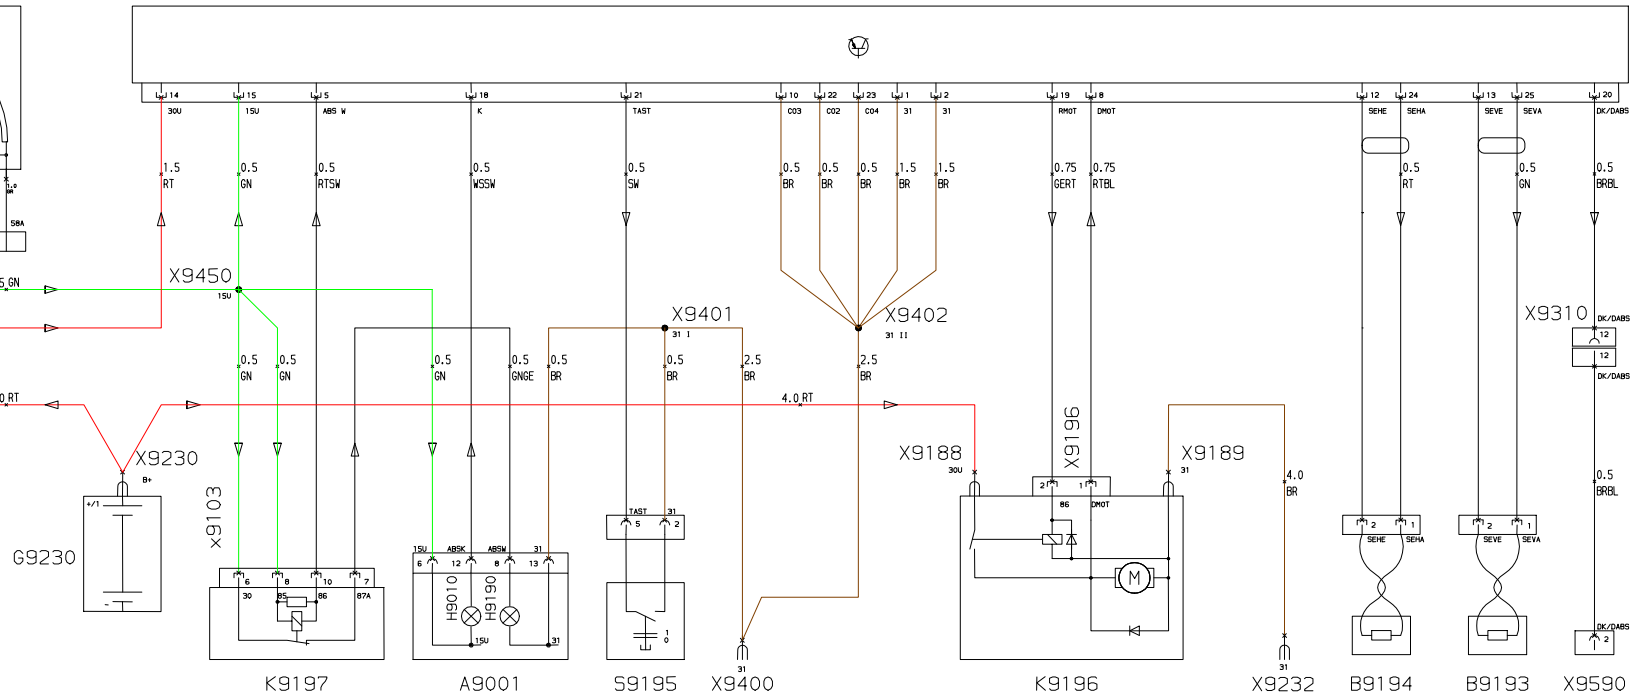 14 15 5 18 21 10 22 23 1 2 19 8 12 24 13 25 20
30U 15U ABS W K TAST C03 C02 C04 31 31 RMOT DMOT SEHE SEHA SEVE SEVA DK/DABS
1.5 0.5 0.5 0.5 0.5 0.5 0.5 0.5 1.5 1.5 0.75 0.75 0.5 0.5 0.5
RT GN RTSW WSSW SW BR BR BR BR BR GERT RTBL RT GN BRBL
1.0
58A
X9450
15U
5 GN
X9401
31 I
X9402
31 II
X9310
DK/DABS
12
12
DK/DABS
0.5 0.5 0.5 0.5 0.5 2.5 2.5
GN GN GN GNGE BR BR BR BR
0 RT
4.0 RT
X9230
B+
X9188
30U
X9196
X9189
31
4.0
BR
0.5
BRBL
+/1
-
G9230
x9103
6 8 10 7
30 85 86 87A
K9197
15U ABSK ABSW 31
6 12 8 13
H9010 H9190
15U 31
A9001
TAST 31
5 2
1
0
S9195
31
X9400
2 1
86 DMOT
M
K9196
31
X9232
2 1
SEHE SEHA
B9194
2 1
SEVE SEVA
B9193
DK/DABS
2
X9590